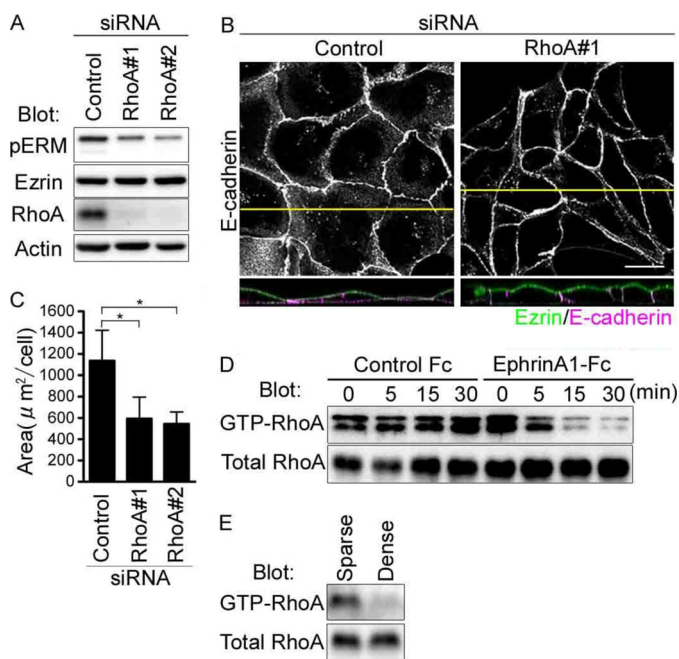 A
siRNA
Control
RhoA#1
RhoA#2
Blot:
pERM
Ezrin
RhoA
Actin
B
siRNA
Control
RhoA#1
E-cadherin
Ezrin/E-cadherin
C
Area(μm²/cell)
1600
1400
1200
1000
800
600
400
200
0
*
*
Control
RhoA#1
RhoA#2
siRNA
D
Control Fc
EphrinA1-Fc
Blot:
0 5 15 30 0 5 15 30 (min)
GTP-RhoA
Total RhoA
E
Sparse
Dense
Blot:
GTP-RhoA
Total RhoA